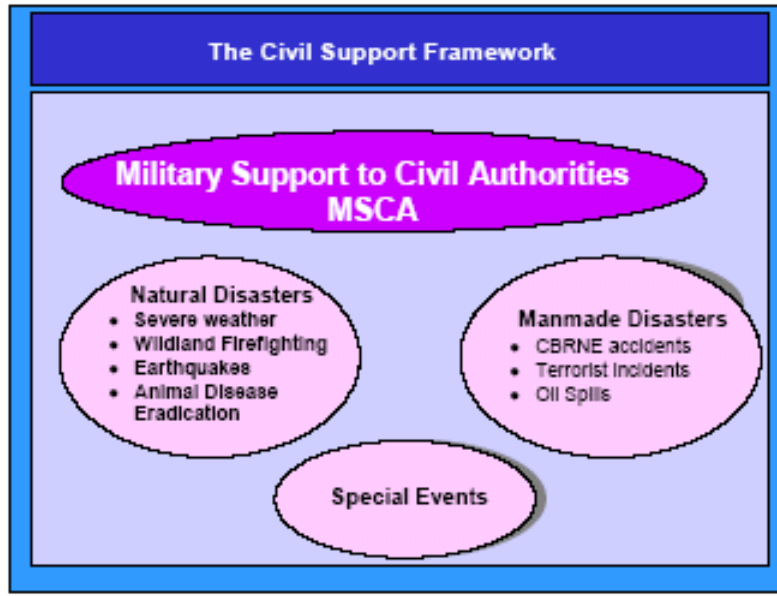 The Civil Support Framework
Military Support to Civil Authorities
MSCA
Natural Disasters
• Severe weather
• Wildland Firefighting
• Earthquakes
• Animal Disease
Eradication
Manmade Disasters
• CBRNE accidents
• Terrorist Incidents
• Oil Spills
Special Events